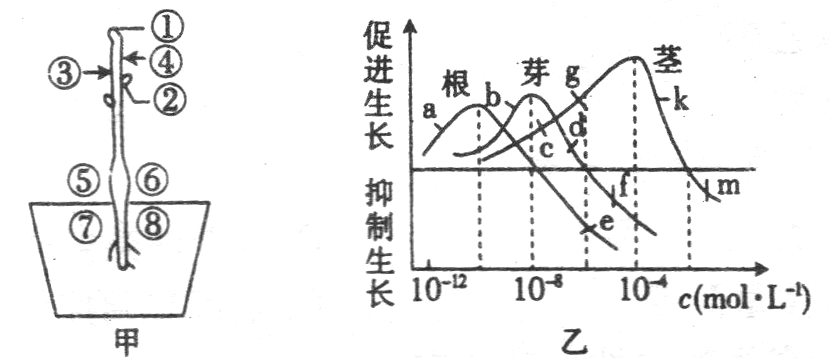 ①
④
③
②
⑤ ⑥
⑦ ⑧
甲
促进生长
抑制生长
根
芽
茎
a
b
g
c
d
k
f
m
e
10⁻¹²
10⁻⁸
10⁻⁴
c(mol·L⁻¹)
乙